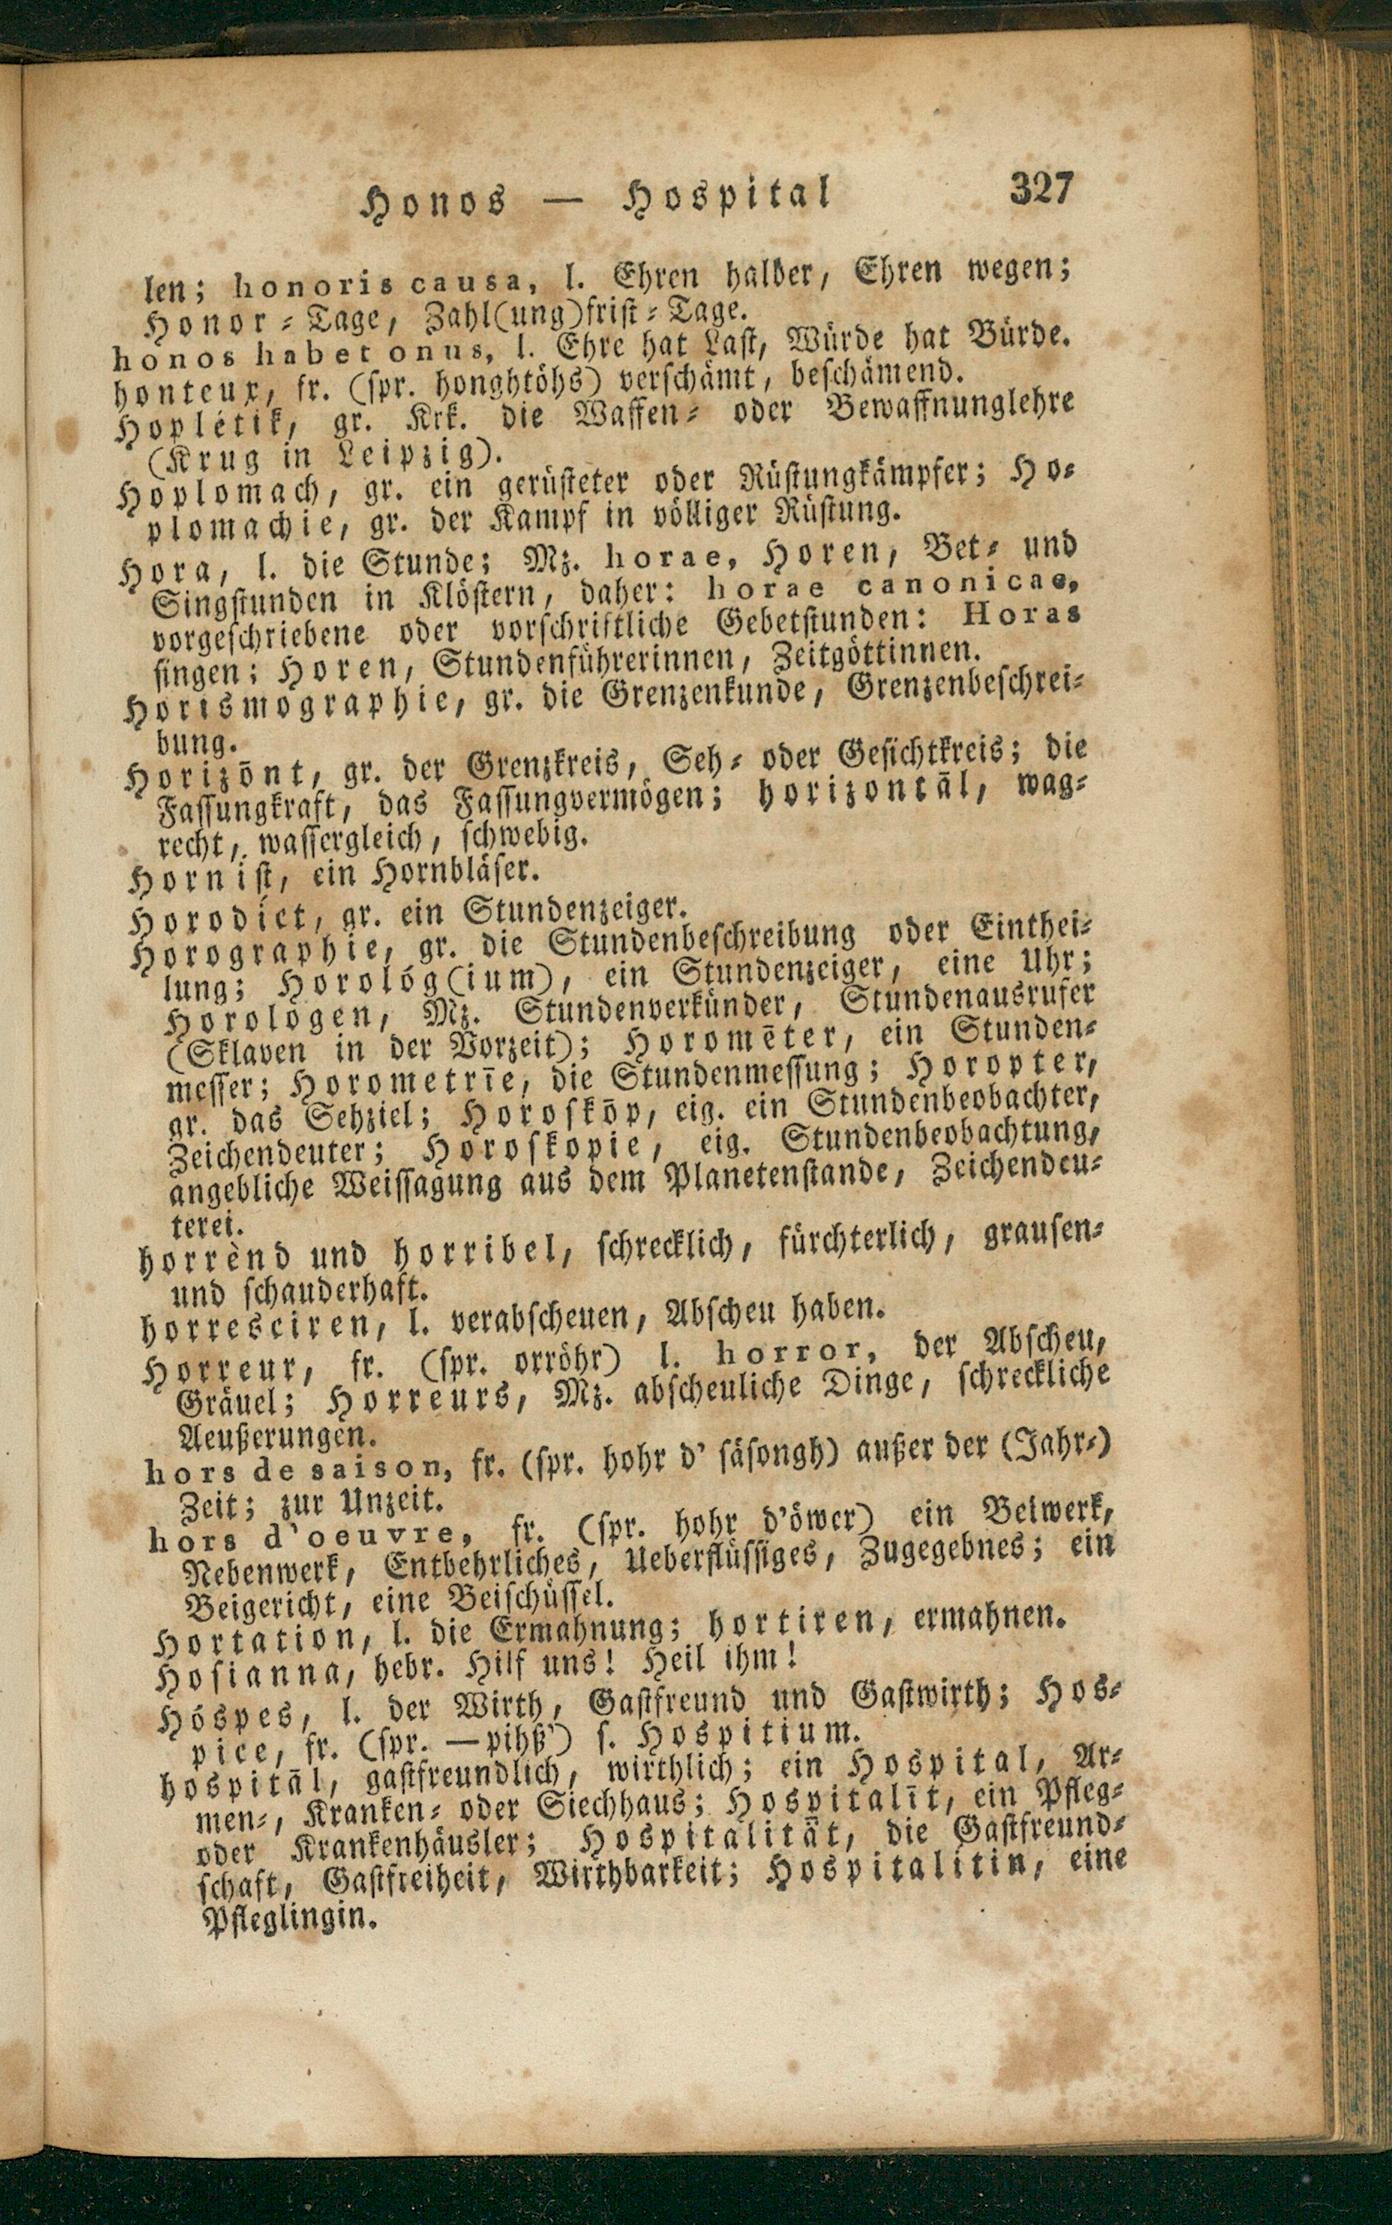 Honos — Hospital 327
len; honoris causa, l. Ehren halber, Ehren wegen;
Honor-Tage, Zahl(ung)frist-Tage.
honos habet onus, l. Ehre hat Last, Würde hat Bürde.
honteux, fr. (spr. honghtöhs) verschämt, beschämend.
Hoplétik, gr. Krk. die Waffen- oder Bewaffnunglehre
(Krug in Leipzig).
Hoplomach, gr. ein gerüsteter oder Rüstungkämpfer; Ho-
plomachie, gr. der Kampf in völliger Rüstung.
Hora, l. die Stunde; Mz. horae, Horen, Bet- und
Singstunden in Klöstern, daher: horae canonicae,
vorgeschriebene oder vorschriftliche Gebetstunden: Horas
singen; Horen, Stundenführerinnen, Zeitgöttinnen.
Horismographie, gr. die Grenzenkunde, Grenzenbeschrei-
bung.
Horizōnt, gr. der Grenzkreis, Seh- oder Gesichtkreis; die
Fassungkraft, das Fassungvermögen; horizontāl, wag-
recht, wassergleich, schwebig.
Hornist, ein Hornbläser.
Horodíct, gr. ein Stundenzeiger.
Horographie, gr. die Stundenbeschreibung oder Einthei-
lung; Horológ(ium), ein Stundenzeiger, eine Uhr;
Horologen, Mz. Stundenverkünder, Stundenausrufer
(Sklaven in der Vorzeit); Horomēter, ein Stunden-
messer; Horometrīe, die Stundenmessung; Horopter,
gr. das Sehziel; Horoskōp, eig. ein Stundenbeobachter,
Zeichendeuter; Horoskopie, eig. Stundenbeobachtung,
angebliche Weissagung aus dem Planetenstande, Zeichendeu-
terei.
horrènd und horribel, schrecklich, fürchterlich, grausen-
und schauderhaft.
horresciren, l. verabscheuen, Abscheu haben.
Horreur, fr. (spr. orröhr) l. horror, der Abscheu,
Gräuel; Horreurs, Mz. abscheuliche Dinge, schreckliche
Aeußerungen.
hors de saison, fr. (spr. hohr d' säsongh) außer der (Jahr-)
Zeit; zur Unzeit.
hors d'oeuvre, fr. (spr. hohr d'öwer) ein Beiwerk,
Nebenwerk, Entbehrliches, Ueberflüssiges, Zugegebnes; ein
Beigericht, eine Beischüssel.
Hortation, l. die Ermahnung; hortiren, ermahnen.
Hosianna, hebr. Hilf uns! Heil ihm!
Hóspes, l. der Wirth, Gastfreund und Gastwirth; Hos-
pice, fr. (spr. —pihß') s. Hospitium.
hospitāl, gastfreundlich, wirthlich; ein Hospital, Ar-
men-, Kranken- oder Siechhaus; Hospitalīt, ein Pfleg-
oder Krankenhäusler; Hospitalität, die Gastfreund-
schaft, Gastfreiheit, Wirthbarkeit; Hospitalitin, eine
Pfleglingin.